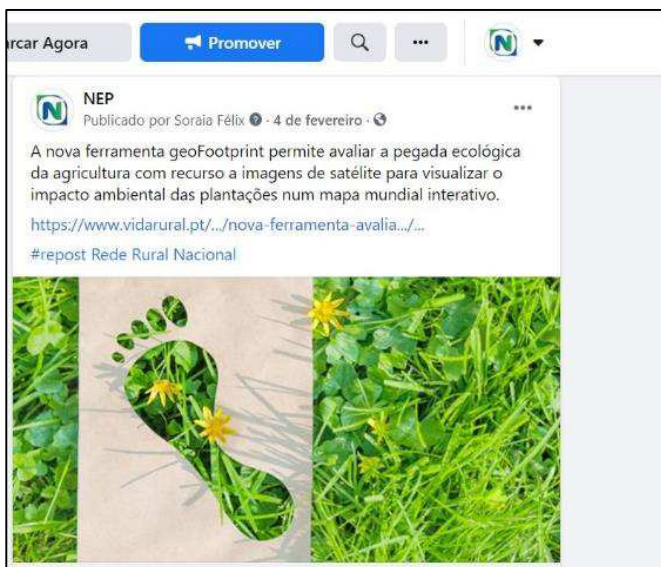 arcar Agora
Promover
NEP
Publicado por Soraia Félix · 4 de fevereiro ·
A nova ferramenta geoFootprint permite avaliar a pegada ecológica
da agricultura com recurso a imagens de satélite para visualizar o
impacto ambiental das plantações num mapa mundial interativo.
https://www.vidarural.pt/.../nova-ferramenta-avalia.../...
#repost Rede Rural Nacional